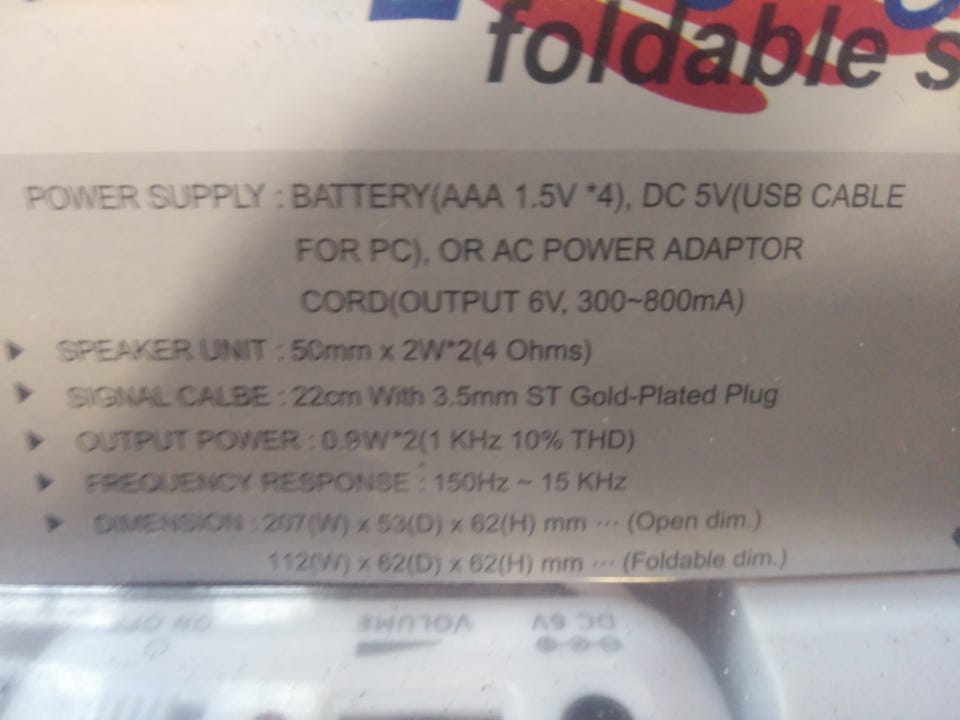 foldable s
POWER SUPPLY : BATTERY(AAA 1.5V *4), DC 5V(USB CABLE
FOR PC), OR AC POWER ADAPTOR
CORD(OUTPUT 6V, 300~800mA)
SPEAKER UNIT : 50mm x 2W*2(4 Ohms)
SIGNAL CALBE : 22cm With 3.5mm ST Gold-Plated Plug
OUTPUT POWER : 0.9W*2(1 KHz 10% THD)
FREQUENCY RESPONSE : 150Hz ~ 15 KHz
DIMENSION : 207(W) x 53(D) x 62(H) mm ··· (Open dim.)
112(W) x 62(D) x 62(H) mm ··· (Foldable dim.)
ON OFF VOLUME DC 6V